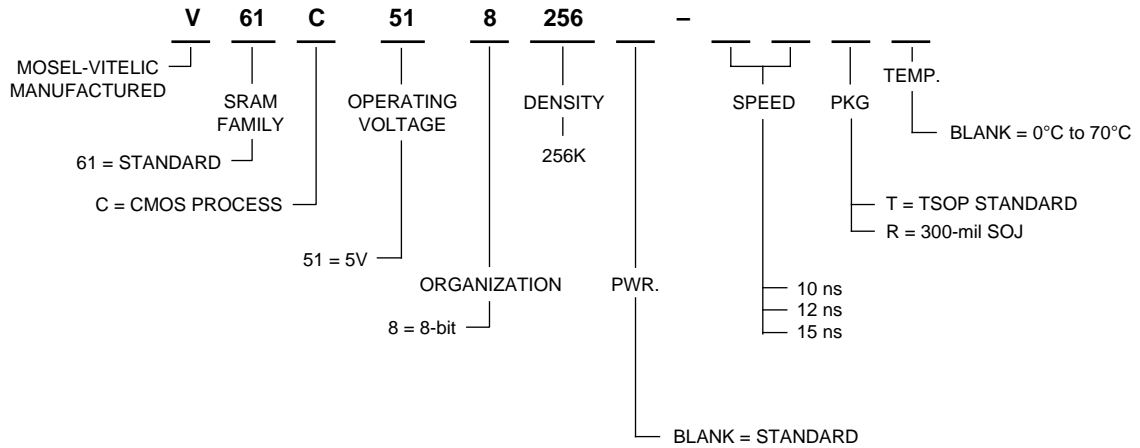 V 61 C 51 8 256 –
MOSEL-VITELIC
MANUFACTURED
SRAM
FAMILY
61 = STANDARD
C = CMOS PROCESS
OPERATING
VOLTAGE
51 = 5V
ORGANIZATION
8 = 8-bit
DENSITY
256K
PWR.
BLANK = STANDARD
SPEED
10 ns
12 ns
15 ns
PKG
T = TSOP STANDARD
R = 300-mil SOJ
TEMP.
BLANK = 0°C to 70°C